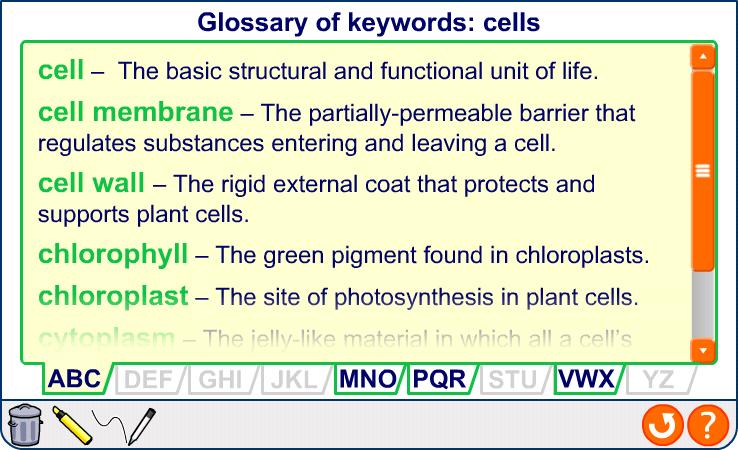 Glossary of keywords: cells
cell – The basic structural and functional unit of life.
cell membrane – The partially-permeable barrier that
regulates substances entering and leaving a cell.
cell wall – The rigid external coat that protects and
supports plant cells.
chlorophyll – The green pigment found in chloroplasts.
chloroplast – The site of photosynthesis in plant cells.
cytoplasm – The jelly-like material in which all a cell's
ABC DEF GHI JKL MNO PQR STU VWX YZ
?